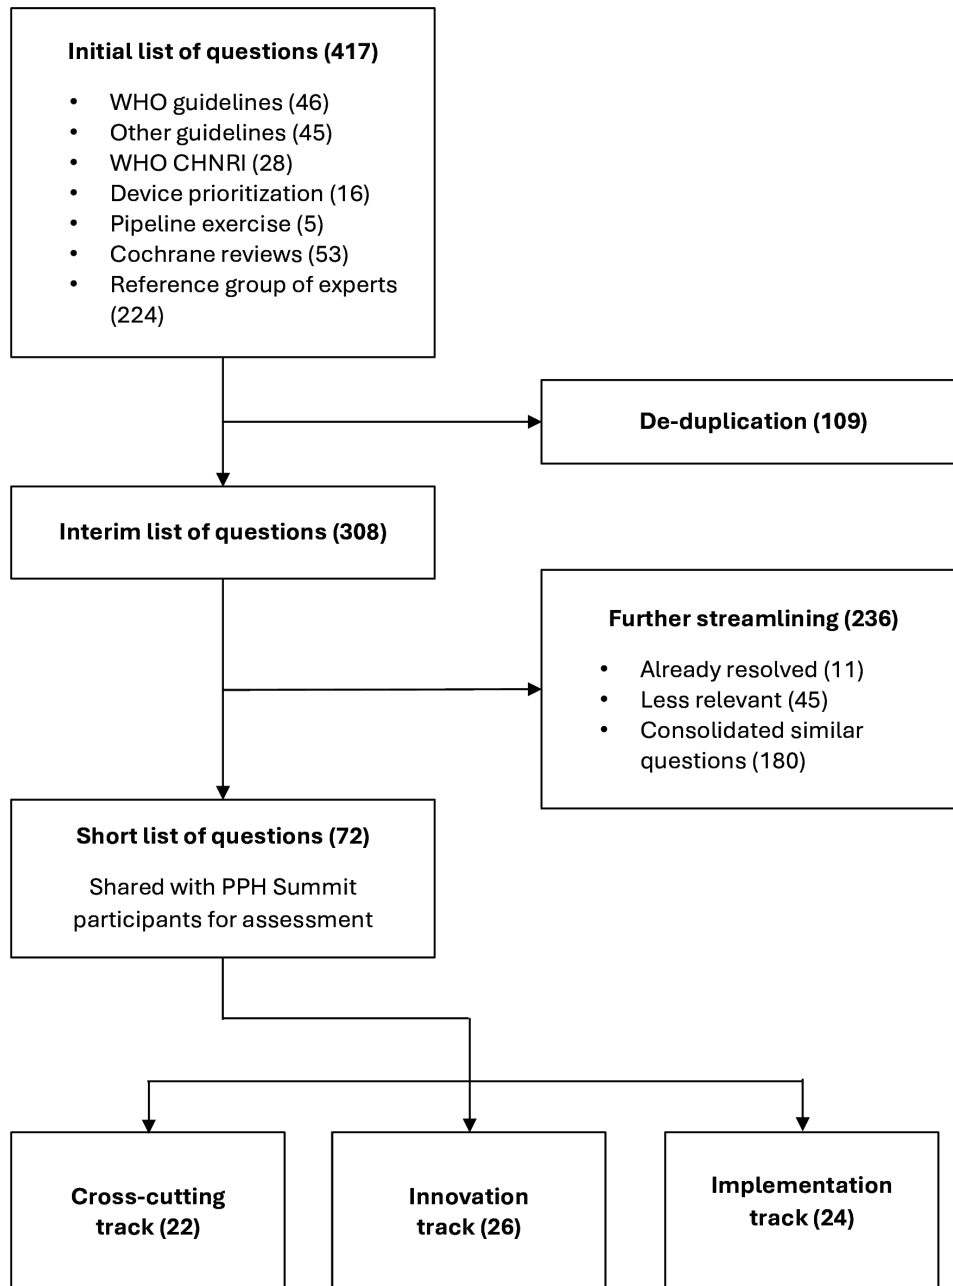 Initial list of questions (417)
• WHO guidelines (46)
• Other guidelines (45)
• WHO CHNRI (28)
• Device prioritization (16)
• Pipeline exercise (5)
• Cochrane reviews (53)
• Reference group of experts
(224)
De-duplication (109)
Interim list of questions (308)
Further streamlining (236)
• Already resolved (11)
• Less relevant (45)
• Consolidated similar
questions (180)
Short list of questions (72)
Shared with PPH Summit
participants for assessment
Cross-cutting
track (22)
Innovation
track (26)
Implementation
track (24)